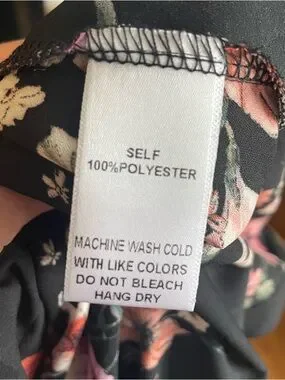 SELF
100%POLYESTER
MACHINE WASH COLD
WITH LIKE COLORS
DO NOT BLEACH
HANG DRY